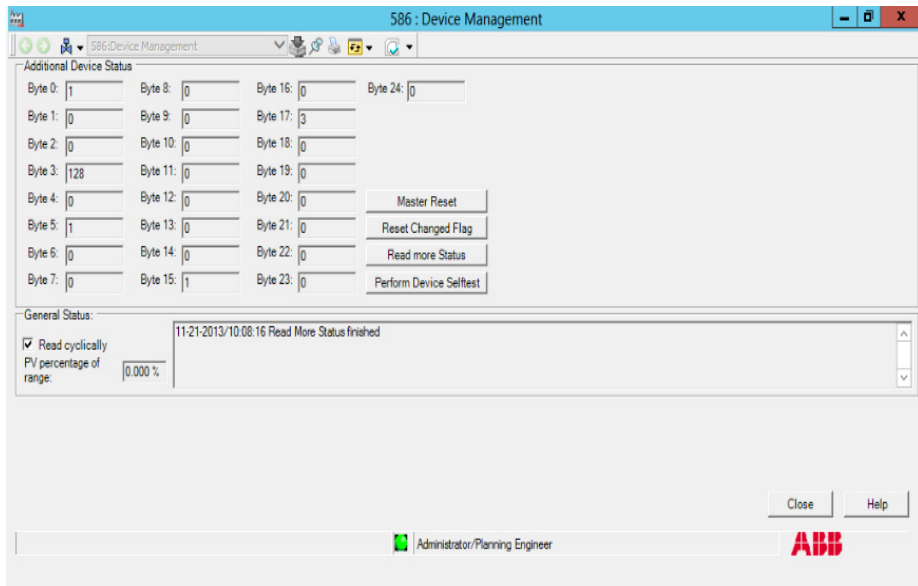 586 : Device Management
586:Device Management
Additional Device Status
Byte 0: 1 Byte 8: 0 Byte 16: 0 Byte 24: 0
Byte 1: 0 Byte 9: 0 Byte 17: 3
Byte 2: 0 Byte 10: 0 Byte 18: 0
Byte 3: 128 Byte 11: 0 Byte 19: 0
Byte 4: 0 Byte 12: 0 Byte 20: 0 Master Reset
Byte 5: 1 Byte 13: 0 Byte 21: 0 Reset Changed Flag
Byte 6: 0 Byte 14: 0 Byte 22: 0 Read more Status
Byte 7: 0 Byte 15: 1 Byte 23: 0 Perform Device Selftest
General Status:
11-21-2013/10:08:16 Read More Status finished
Read cyclically
PV percentage of
range: 0.000 %
Close Help
Administrator/Planning Engineer ABB